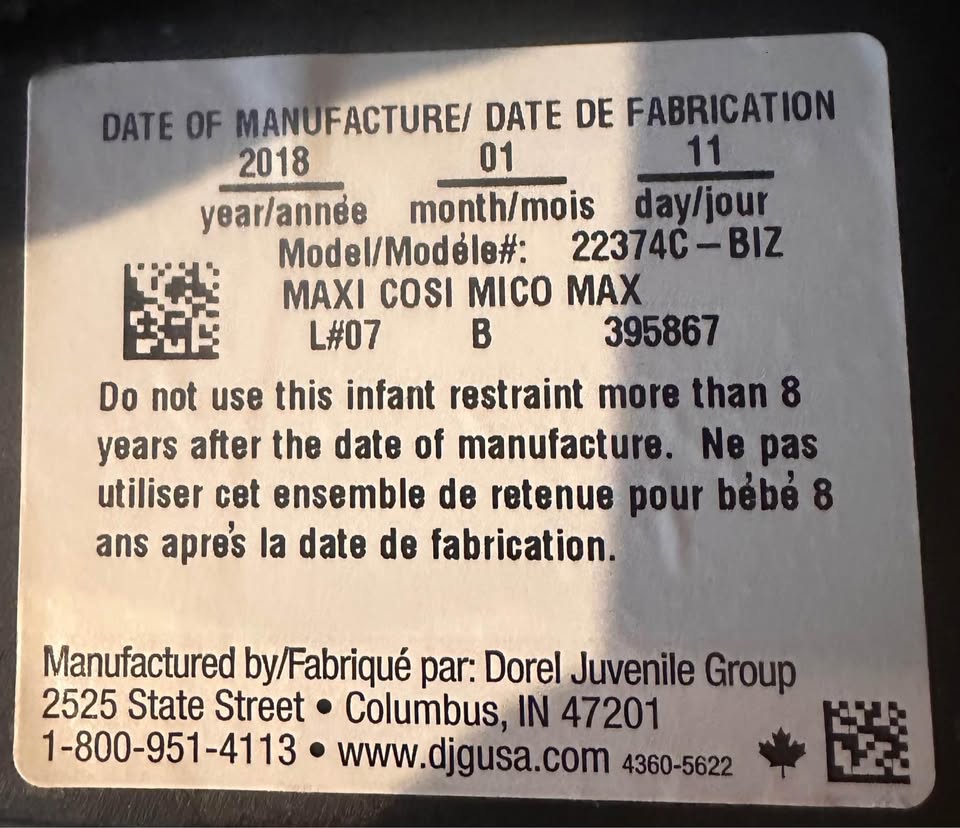 DATE OF MANUFACTURE/ DATE DE FABRICATION
2018 01 11
year/année month/mois day/jour
Model/Modéle#: 22374C-BIZ
MAXI COSI MICO MAX
L#07 B 395867
Do not use this infant restraint more than 8
years after the date of manufacture. Ne pas
utiliser cet ensemble de retenue pour bébé 8
ans aprés la date de fabrication.
Manufactured by/Fabriqué par: Dorel Juvenile Group
2525 State Street • Columbus, IN 47201
1-800-951-4113 • www.djgusa.com 4360-5622